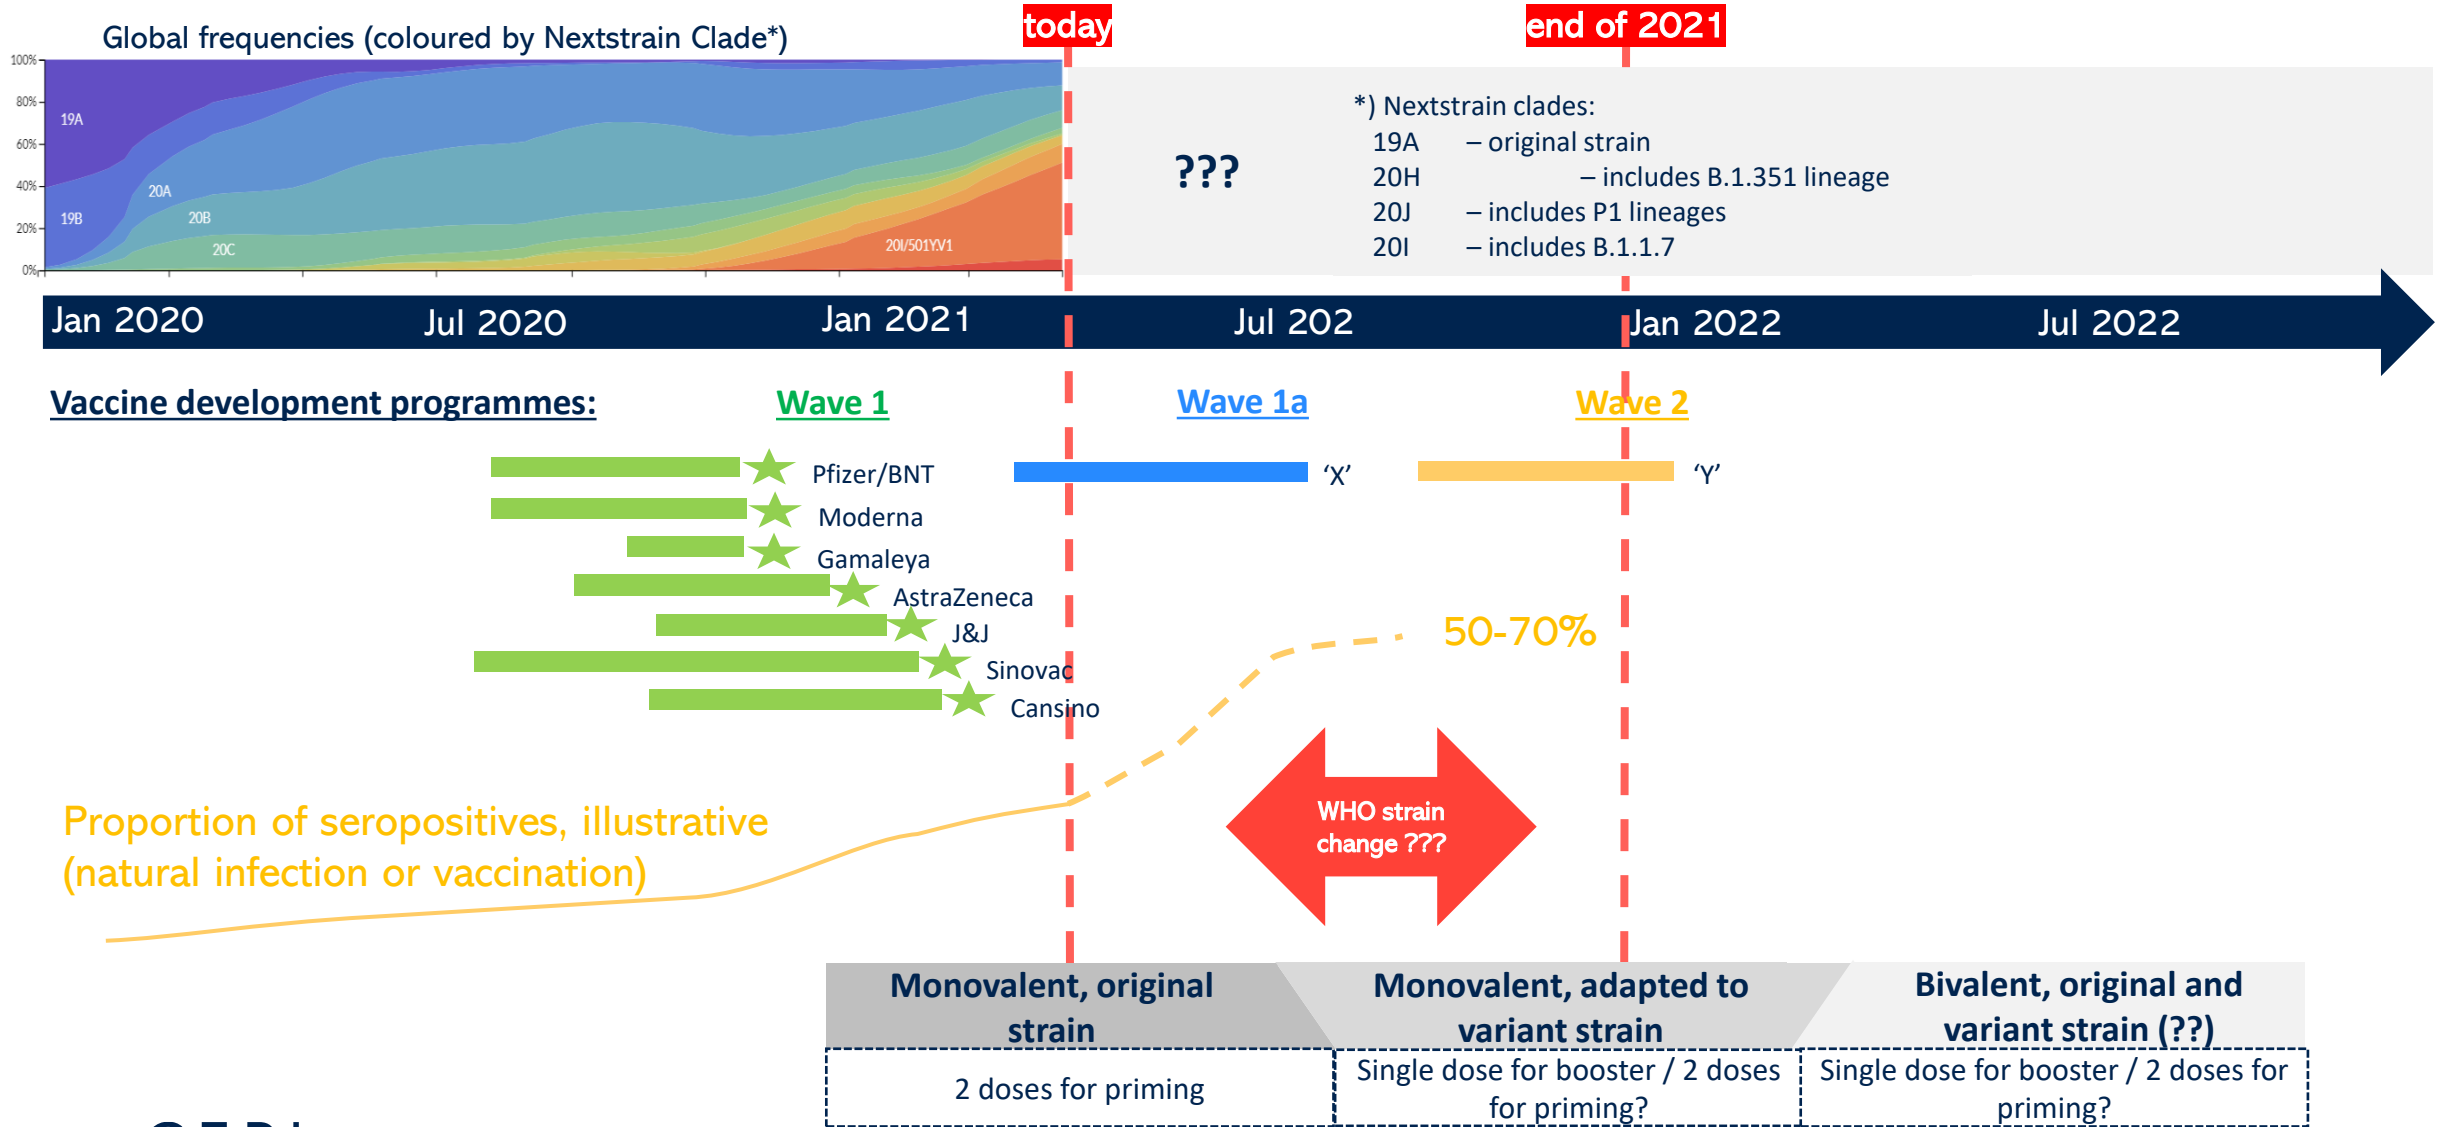 today
end of 2021
Global frequencies (coloured by Nextstrain Clade*)
100%
80%
60%
40%
20%
0%
19A
19B
20A
20B
20C
20I/501Y.V1
???
*) Nextstrain clades:
19A – original strain
20H – includes B.1.351 lineage
20J – includes P1 lineages
20I – includes B.1.1.7
Jan 2020
Jul 2020
Jan 2021
Jul 202
Jan 2022
Jul 2022
Vaccine development programmes:
Wave 1
Wave 1a
Wave 2
Pfizer/BNT
‘X’
‘Y’
Moderna
Gamaleya
AstraZeneca
J&J
Sinovac
Cansino
50-70%
Proportion of seropositives, illustrative
(natural infection or vaccination)
WHO strain
change ???
Monovalent, original
strain
Monovalent, adapted to
variant strain
Bivalent, original and
variant strain (??)
2 doses for priming
Single dose for booster / 2 doses
for priming?
Single dose for booster / 2 doses for
priming?